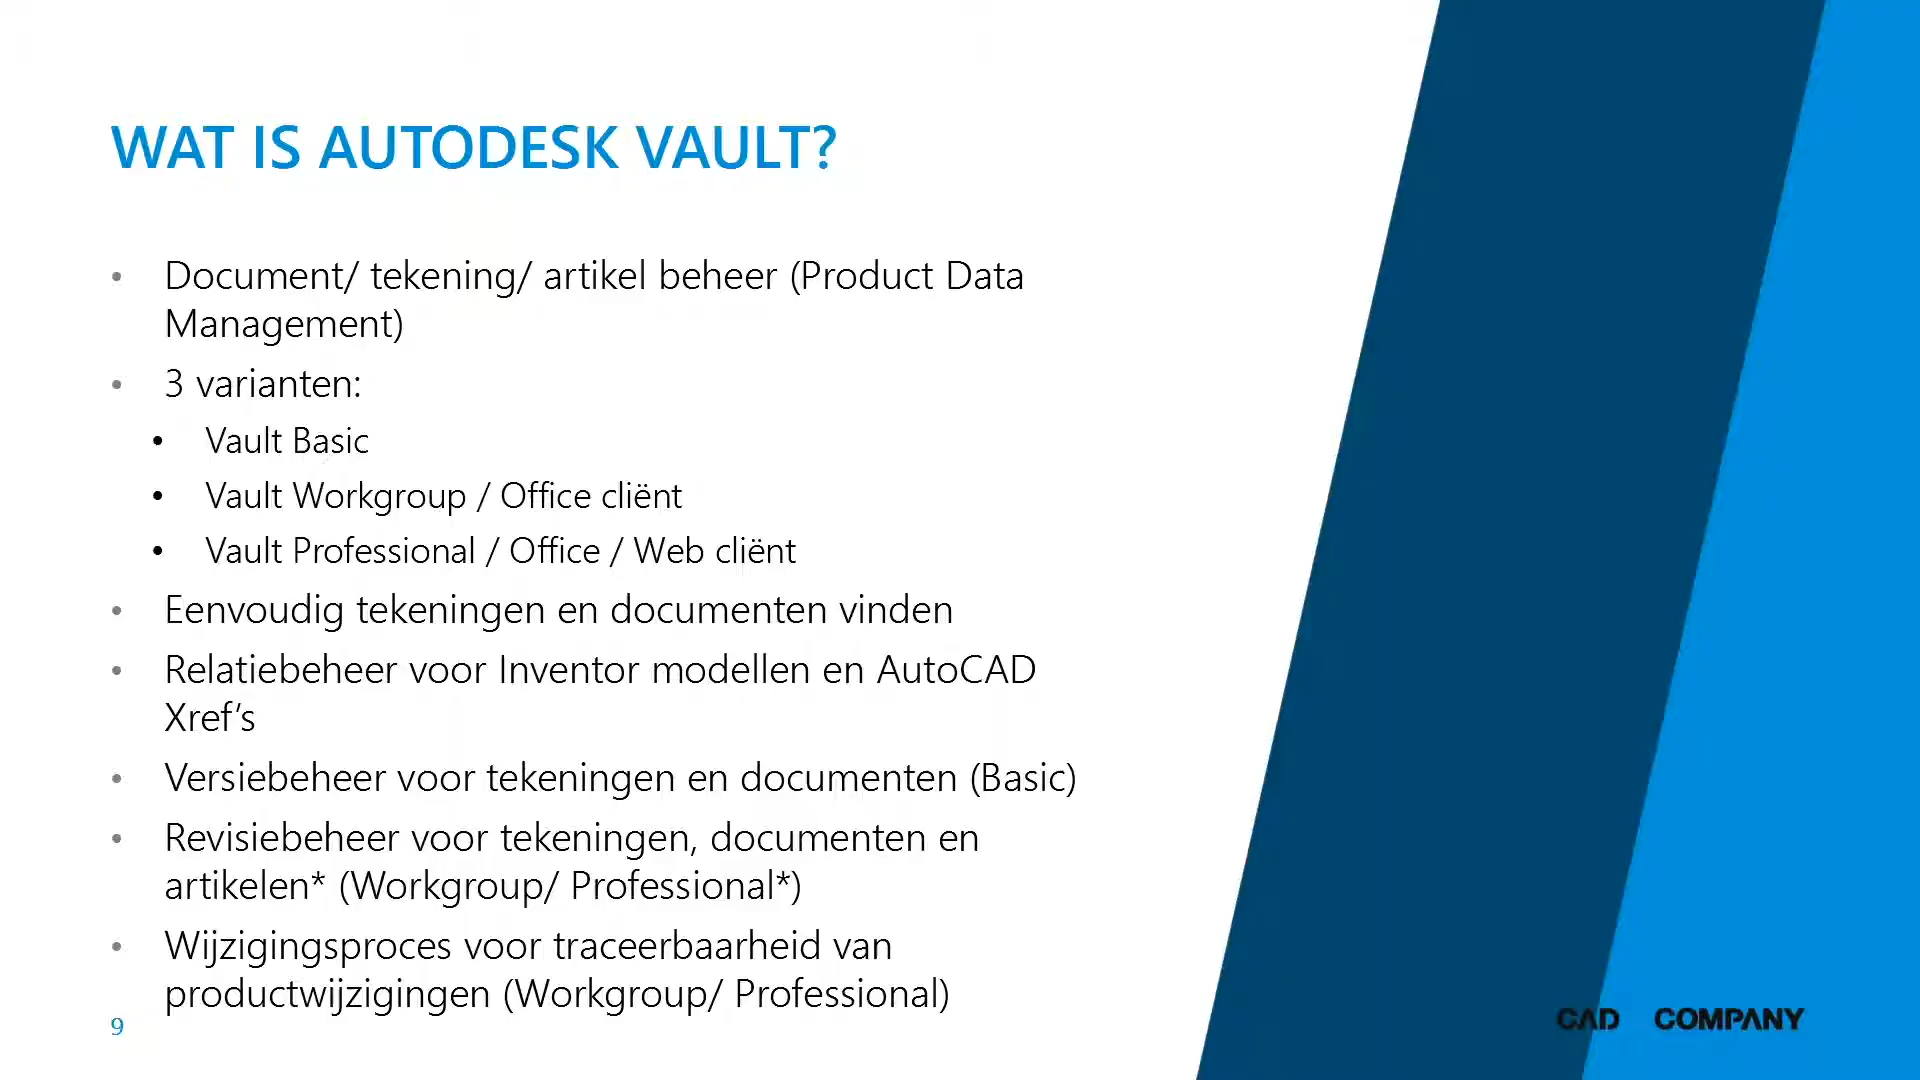 WAT IS AUTODESK VAULT?
• Document/ tekening/ artikel beheer (Product Data
Management)
• 3 varianten:
• Vault Basic
• Vault Workgroup / Office cliënt
• Vault Professional / Office / Web cliënt
• Eenvoudig tekeningen en documenten vinden
• Relatiebeheer voor Inventor modellen en AutoCAD
Xref’s
• Versiebeheer voor tekeningen en documenten (Basic)
• Revisiebeheer voor tekeningen, documenten en
artikelen* (Workgroup/ Professional*)
• Wijzigingsproces voor traceerbaarheid van
productwijzigingen (Workgroup/ Professional)
9
CAD COMPANY